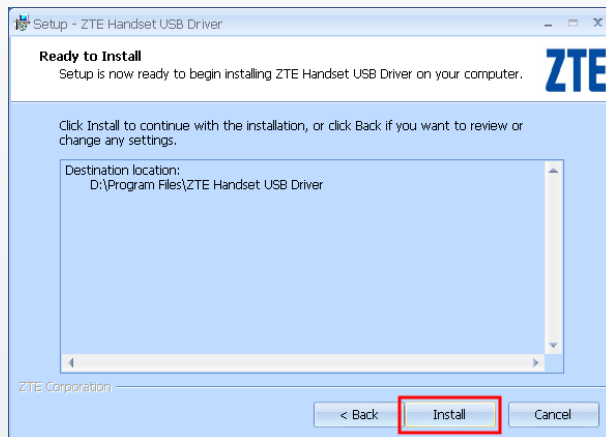 Setup - ZTE Handset USB Driver
Ready to Install
Setup is now ready to begin installing ZTE Handset USB Driver on your computer.
ZTE
Click Install to continue with the installation, or click Back if you want to review or
change any settings.
Destination location:
D:\Program Files\ZTE Handset USB Driver
ZTE Corporation
< Back
Install
Cancel